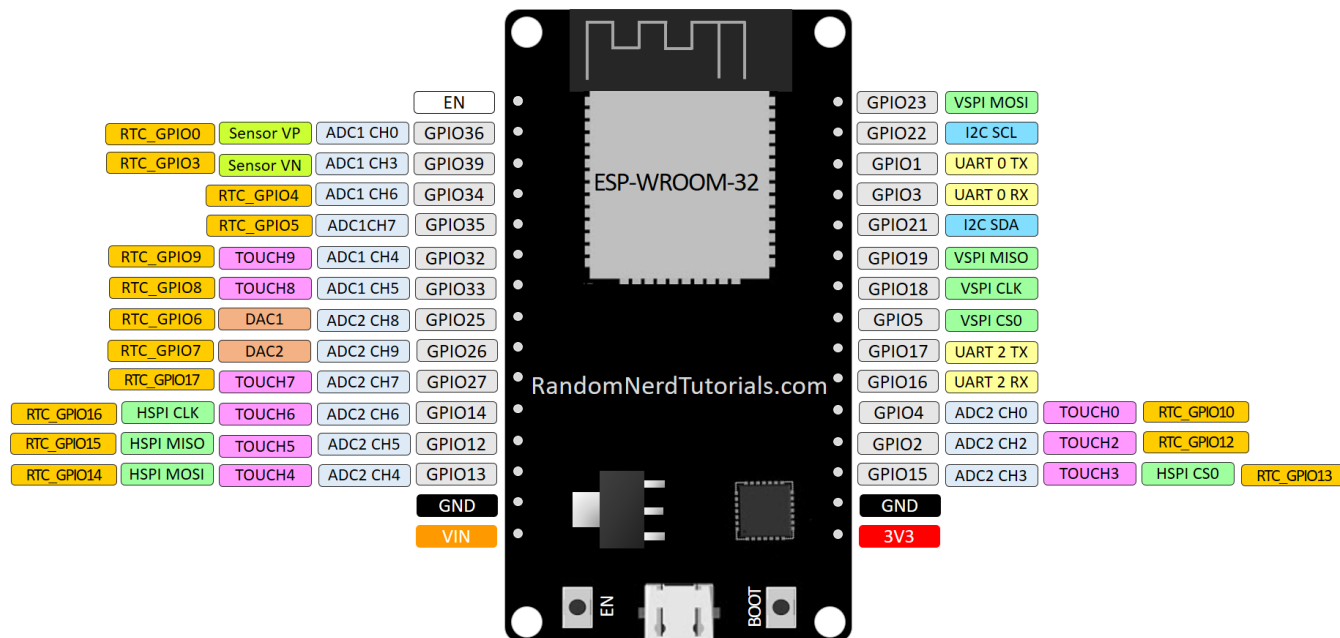 EN GPIO23 VSPI MOSI
RTC_GPIO0 Sensor VP ADC1 CH0 GPIO36 GPIO22 I2C SCL
RTC_GPIO3 Sensor VN ADC1 CH3 GPIO39 GPIO1 UART 0 TX
ESP-WROOM-32
RTC_GPIO4 ADC1 CH6 GPIO34 GPIO3 UART 0 RX
RTC_GPIO5 ADC1CH7 GPIO35 GPIO21 I2C SDA
RTC_GPIO9 TOUCH9 ADC1 CH4 GPIO32 GPIO19 VSPI MISO
RTC_GPIO8 TOUCH8 ADC1 CH5 GPIO33 GPIO18 VSPI CLK
RTC_GPIO6 DAC1 ADC2 CH8 GPIO25 GPIO5 VSPI CS0
RTC_GPIO7 DAC2 ADC2 CH9 GPIO26 GPIO17 UART 2 TX
RTC_GPIO17 TOUCH7 ADC2 CH7 GPIO27 GPIO16 UART 2 RX
RandomNerdTutorials.com
RTC_GPIO16 HSPI CLK TOUCH6 ADC2 CH6 GPIO14 GPIO4 ADC2 CH0 TOUCH0 RTC_GPIO10
RTC_GPIO15 HSPI MISO TOUCH5 ADC2 CH5 GPIO12 GPIO2 ADC2 CH2 TOUCH2 RTC_GPIO12
RTC_GPIO14 HSPI MOSI TOUCH4 ADC2 CH4 GPIO13 GPIO15 ADC2 CH3 TOUCH3 HSPI CS0 RTC_GPIO13
GND GND
VIN 3V3
EN BOOT